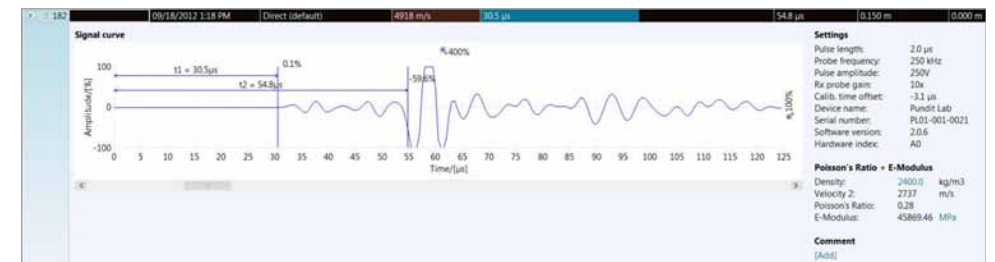 182 09/18/2012 1:18 PM Direct (default) 4918 m/s 30.5 µs 54.8 µs 0.150 m 0.000 m
Signal curve
400%
100
0.1%
t1 = 30.5µs
t2 = 54.8µs
-59.6%
Amplitude/[%]
0
100%
-100
0 5 10 15 20 25 30 35 40 45 50 55 60 65 70 75 80 85 90 95 100 105 110 115 120 125
Time/[µs]
Settings
Pulse length: 2.0 µs
Probe frequency: 250 kHz
Pulse amplitude: 250V
Rx probe gain: 10x
Calib. time offset: -3.1 µs
Device name: Pundit Lab
Serial number: PL01-001-0021
Software version: 2.0.6
Hardware index: A0
Poisson's Ratio + E-Modulus
Density: 2400.0 kg/m3
Velocity 2: 2737 m/s
Poisson's Ratio: 0.28
E-Modulus: 45869.46 MPa
Comment
[Add]